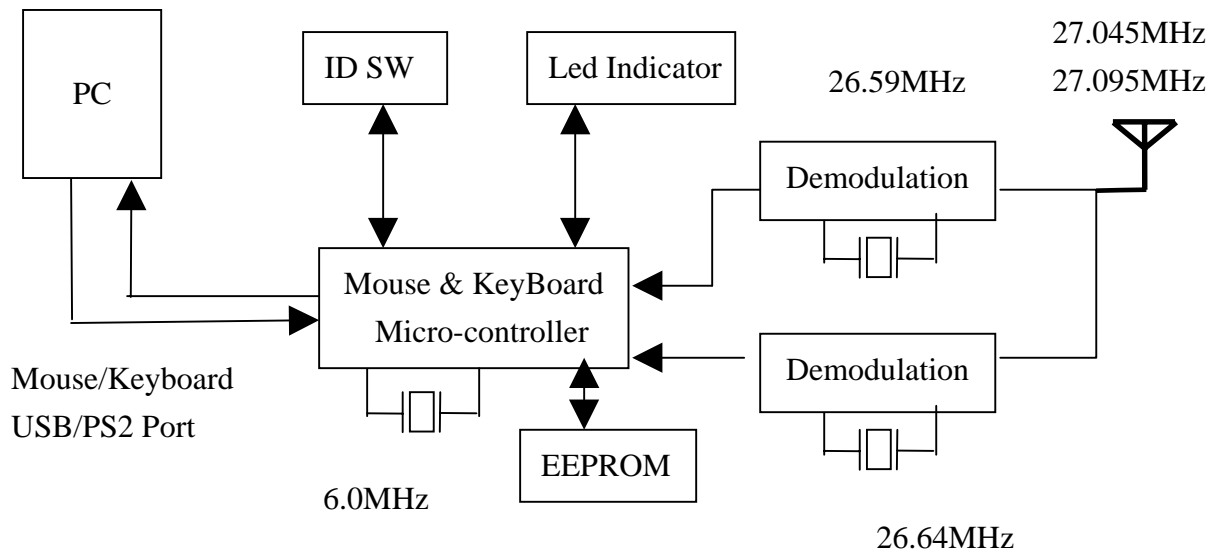 27.045MHz
27.095MHz
PC
ID SW
Led Indicator
26.59MHz
Demodulation
Mouse & KeyBoard
Micro-controller
Demodulation
Mouse/Keyboard
USB/PS2 Port
EEPROM
6.0MHz
26.64MHz